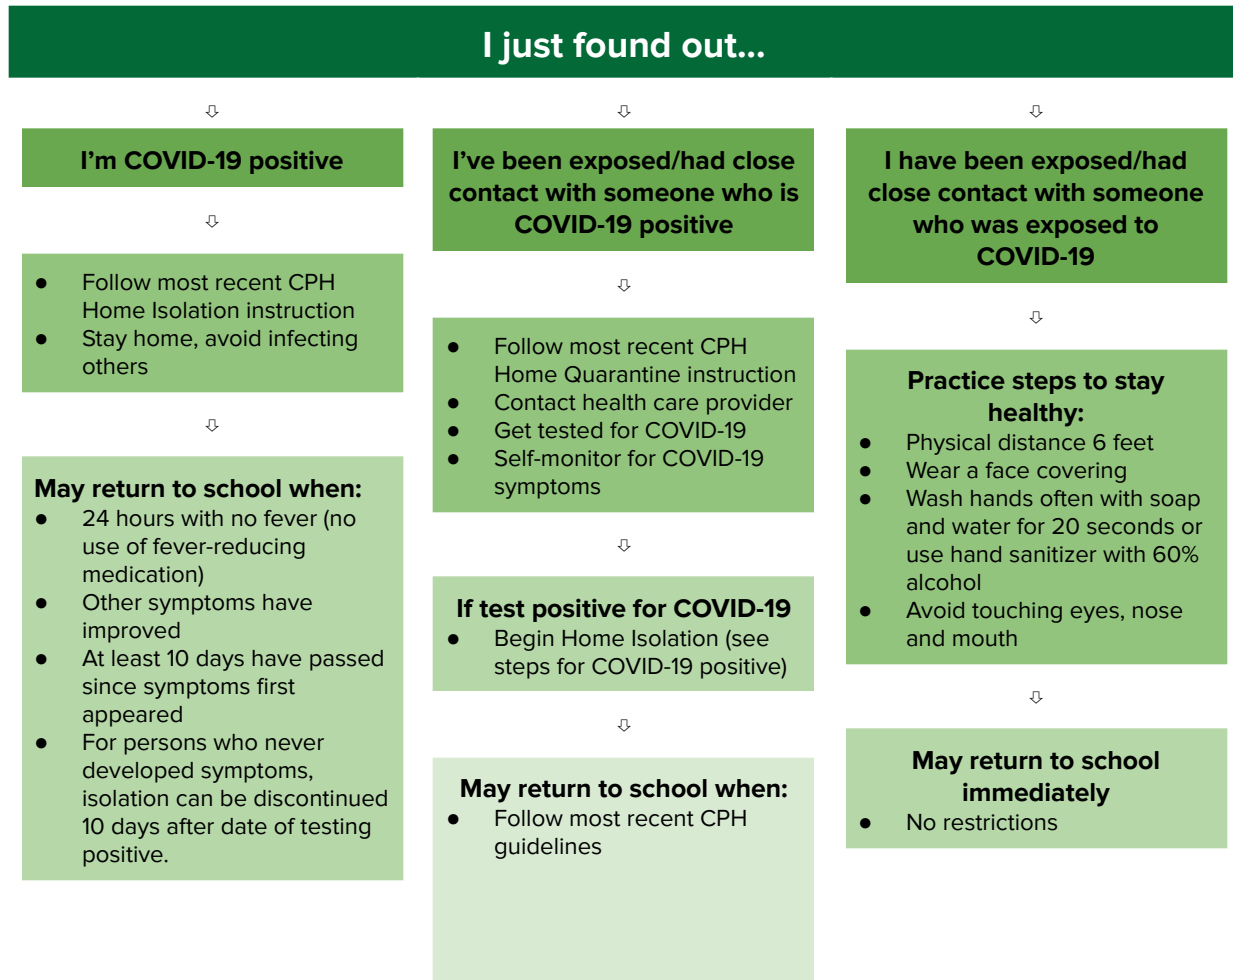 I just found out...
⇩
I'm COVID-19 positive
⇩
● Follow most recent CPH
Home Isolation instruction
● Stay home, avoid infecting
others
⇩
May return to school when:
● 24 hours with no fever (no
use of fever-reducing
medication)
● Other symptoms have
improved
● At least 10 days have passed
since symptoms first
appeared
● For persons who never
developed symptoms,
isolation can be discontinued
10 days after date of testing
positive.
⇩
I've been exposed/had close
contact with someone who is
COVID-19 positive
⇩
● Follow most recent CPH
Home Quarantine instruction
● Contact health care provider
● Get tested for COVID-19
● Self-monitor for COVID-19
symptoms
⇩
If test positive for COVID-19
● Begin Home Isolation (see
steps for COVID-19 positive)
⇩
May return to school when:
● Follow most recent CPH
guidelines
⇩
I have been exposed/had
close contact with someone
who was exposed to
COVID-19
⇩
Practice steps to stay
healthy:
● Physical distance 6 feet
● Wear a face covering
● Wash hands often with soap
and water for 20 seconds or
use hand sanitizer with 60%
alcohol
● Avoid touching eyes, nose
and mouth
⇩
May return to school
immediately
● No restrictions